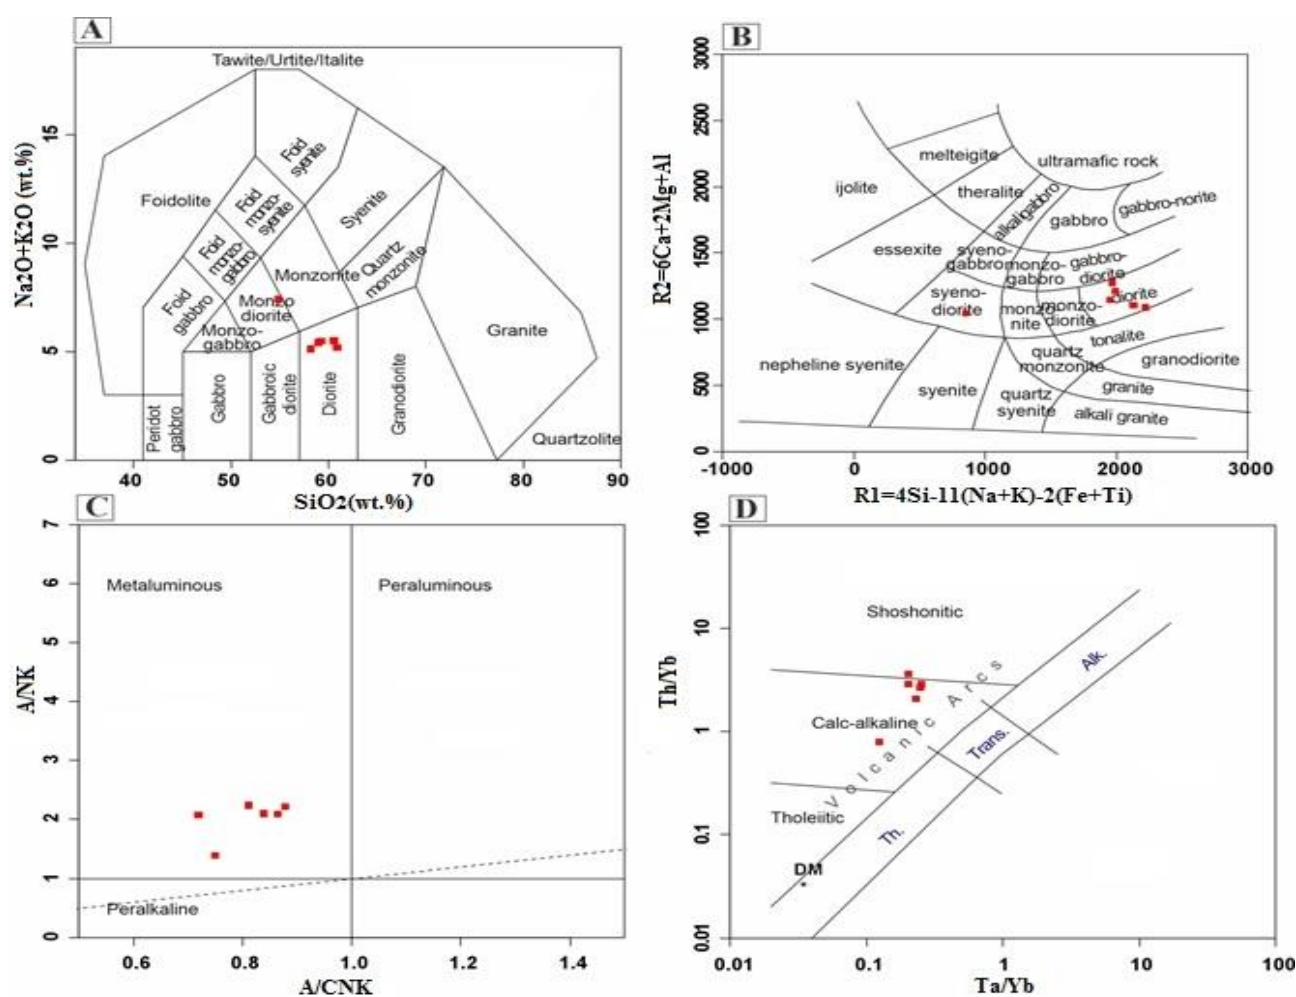 A
Tawite/Urtite/Italite
Foid
syenite
Foidolite
Foid
monzo-
syenite
Syenite
Foid
monzo-
gabbro
Monzonite
Quartz
monzonite
Foid
gabbro
Monzo
diorite
Monzo-
gabbro
Granite
Peridot
gabbro
Gabbro
Gabbroic
diorite
Diorite
Granodiorite
Quartzolite
Na2O+K2O (wt.%)
15
10
5
0
40
50
60
70
80
90
SiO2(wt.%)
B
melteigite
ultramafic rock
ijolite
theralite
alkaligabbro
gabbro
gabbro-norite
essexite
syeno-
gabbro
monzo-
gabbro
gabbro-
diorite
syeno-
diorite
monzo-
nite
monzo-
diorite
diorite
tonalite
nepheline syenite
quartz
monzonite
granodiorite
syenite
quartz
syenite
granite
alkali granite
R2=6Ca+2Mg+Al
3000
2500
2000
1500
1000
500
0
-1000
0
1000
2000
3000
R1=4Si-11(Na+K)-2(Fe+Ti)
C
Metaluminous
Peraluminous
Peralkaline
A/NK
7
6
5
4
3
2
1
0
0.6
0.8
1.0
1.2
1.4
A/CNK
D
Shoshonitic
Calc-alkaline
Volcanic Arcs
Tholeiitic
Alk.
Trans.
Th.
DM
Th/Yb
100
10
1
0.1
0.01
0.01
0.1
1
10
100
Ta/Yb